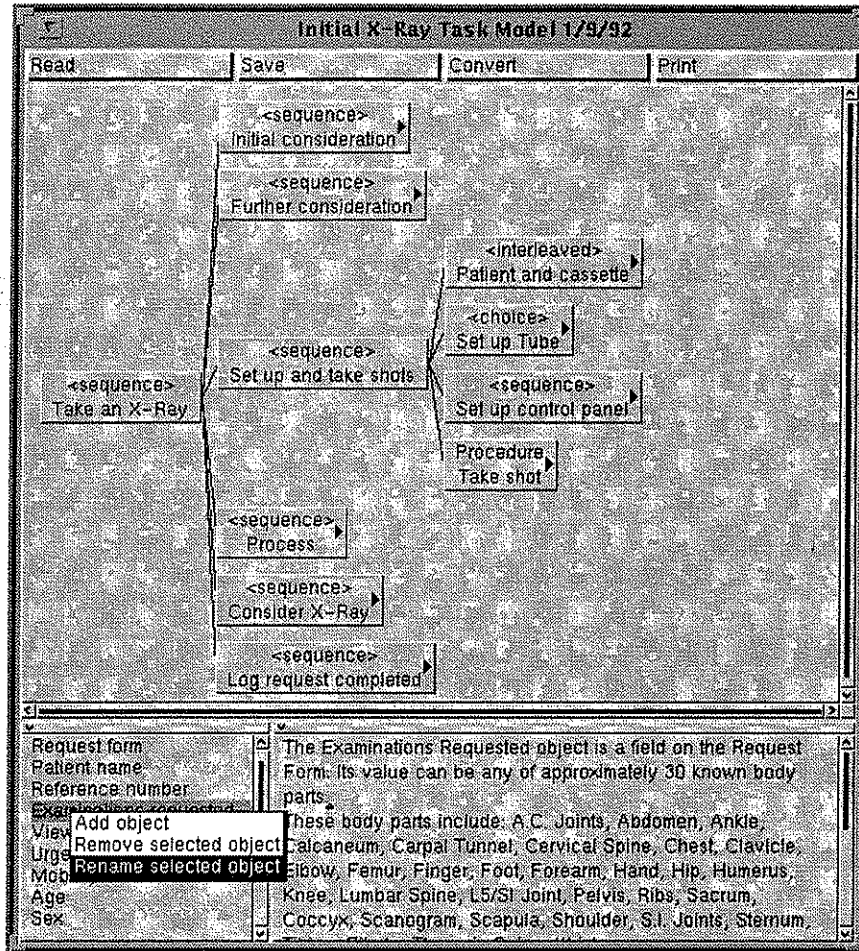 Initial X-Ray Task Model 1/9/92
Read
Save
Convert
Print
<sequence>
Initial consideration
<sequence>
Further consideration
<interleaved>
Patient and cassette
<choice>
Set up Tube
<sequence>
Set up and take shots
<sequence>
Take an X-Ray
<sequence>
Set up control panel
Procedure
Take shot
<sequence>
Process
<sequence>
Consider X-Ray
<sequence>
Log request completed
Request form
Patient name
Reference number
Examinations requested
Add object
Remove selected object
Rename selected object
Age
Sex
The Examinations Requested object is a field on the Request
Form. Its value can be any of approximately 30 known body
parts.
These body parts include: A.C. Joints, Abdomen, Ankle,
Calcaneum, Carpal Tunnel, Cervical Spine, Chest, Clavicle,
Elbow, Femur, Finger, Foot, Forearm, Hand, Hip, Humerus,
Knee, Lumbar Spine, L5/SI Joint, Pelvis, Ribs, Sacrum,
Coccyx, Scanogram, Scapula, Shoulder, S.I. Joints, Sternum,